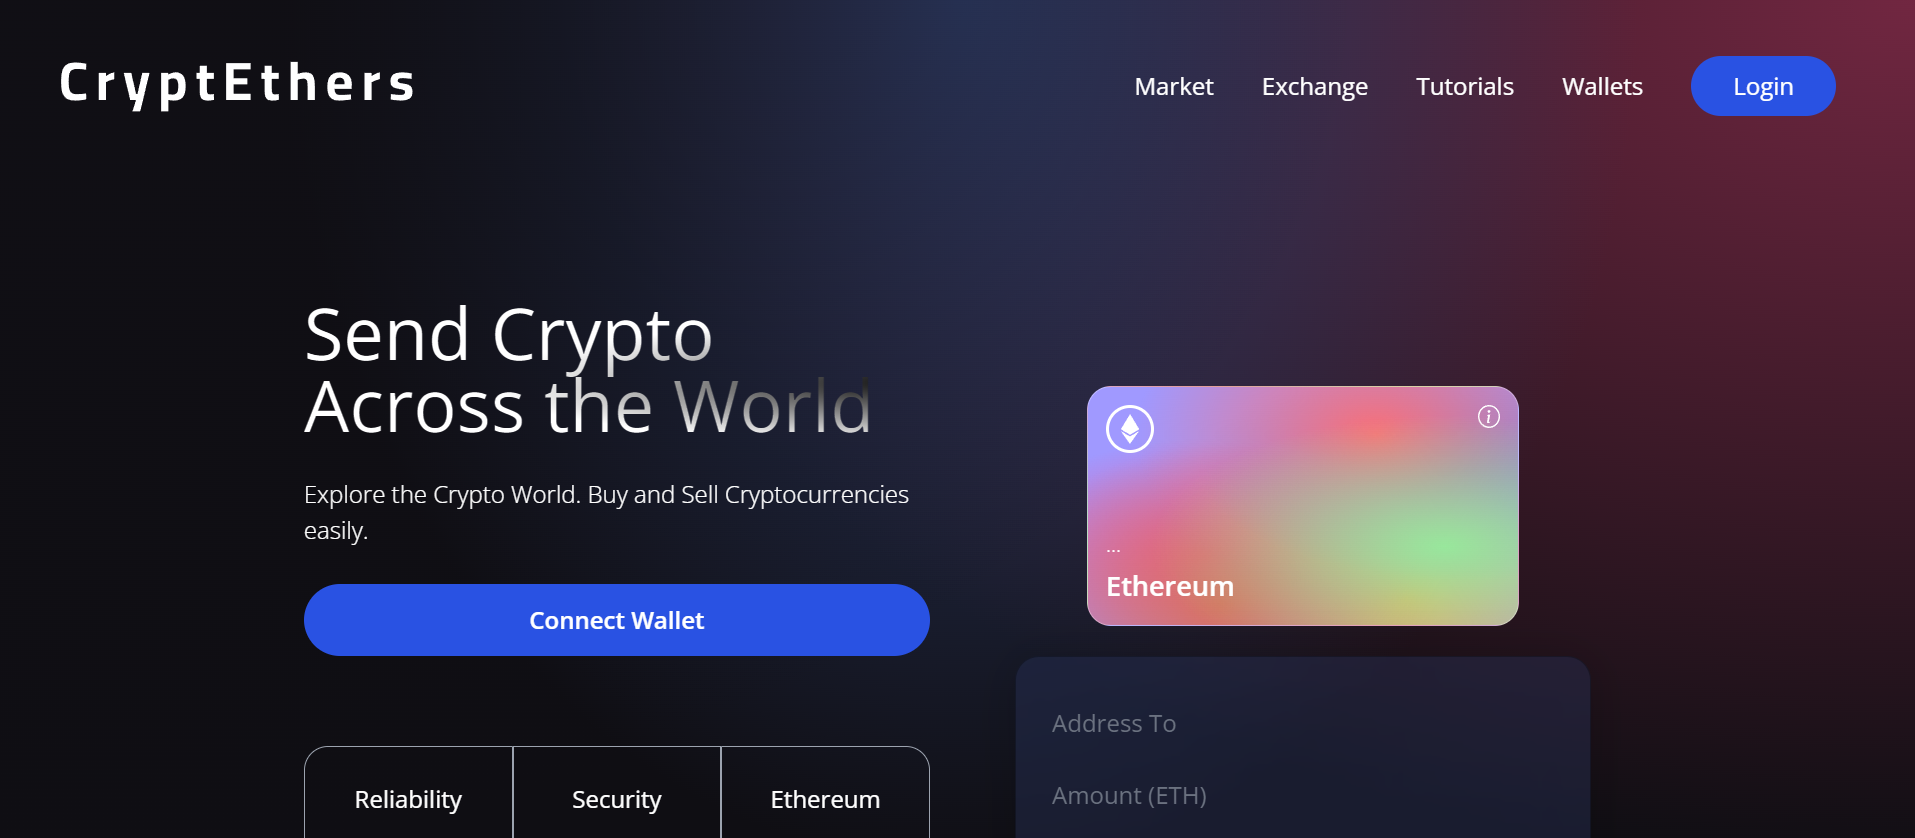 CryptEthers
Market
Exchange
Tutorials
Wallets
Login
Send Crypto
Across the World
Explore the Crypto World. Buy and Sell Cryptocurrencies
easily.
Connect Wallet
Reliability
Security
Ethereum
i
...
Ethereum
Address To
Amount (ETH)